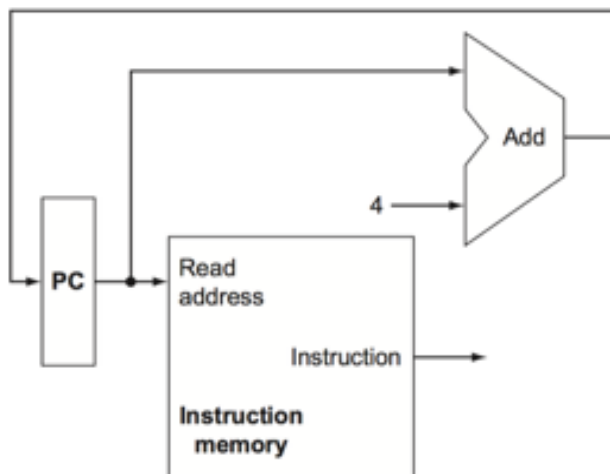 Add
4
PC
Read
address
Instruction
Instruction
memory